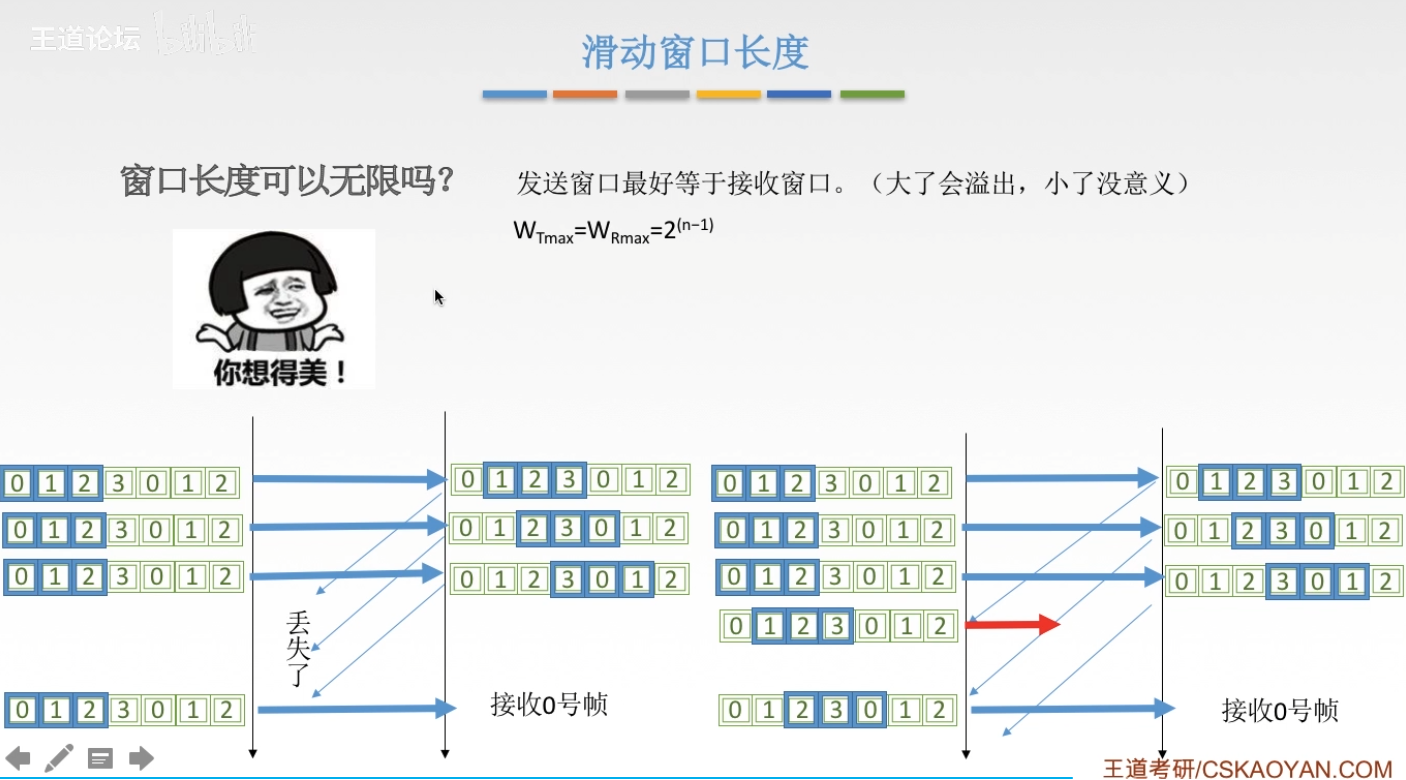 王道论坛 bilibili
滑动窗口长度
窗口长度可以无限吗？
发送窗口最好等于接收窗口。（大了会溢出，小了没意义）
WTmax=WRmax=2(n−1)
你想得美！
0 1 2 3 0 1 2
0 1 2 3 0 1 2
0 1 2 3 0 1 2
0 1 2 3 0 1 2
0 1 2 3 0 1 2
0 1 2 3 0 1 2
丢失了
0 1 2 3 0 1 2
接收0号帧
0 1 2 3 0 1 2
0 1 2 3 0 1 2
0 1 2 3 0 1 2
0 1 2 3 0 1 2
0 1 2 3 0 1 2
0 1 2 3 0 1 2
0 1 2 3 0 1 2
0 1 2 3 0 1 2
接收0号帧
王道考研/CSKAOYAN.COM